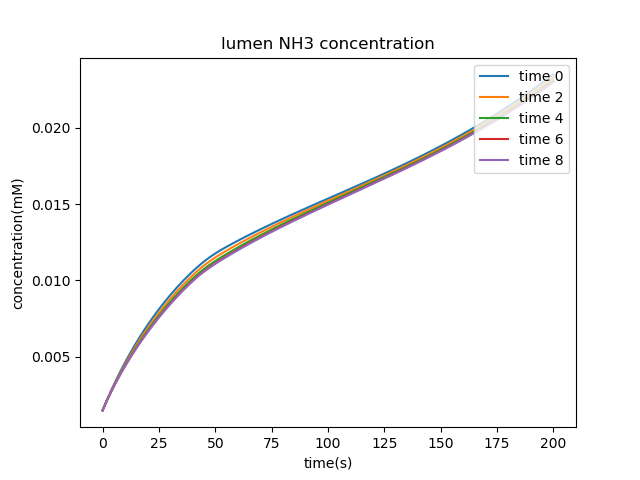 lumen NH3 concentration
concentration(mM)
0.020
0.015
0.010
0.005
time 0
time 2
time 4
time 6
time 8
0 25 50 75 100 125 150 175 200
time(s)